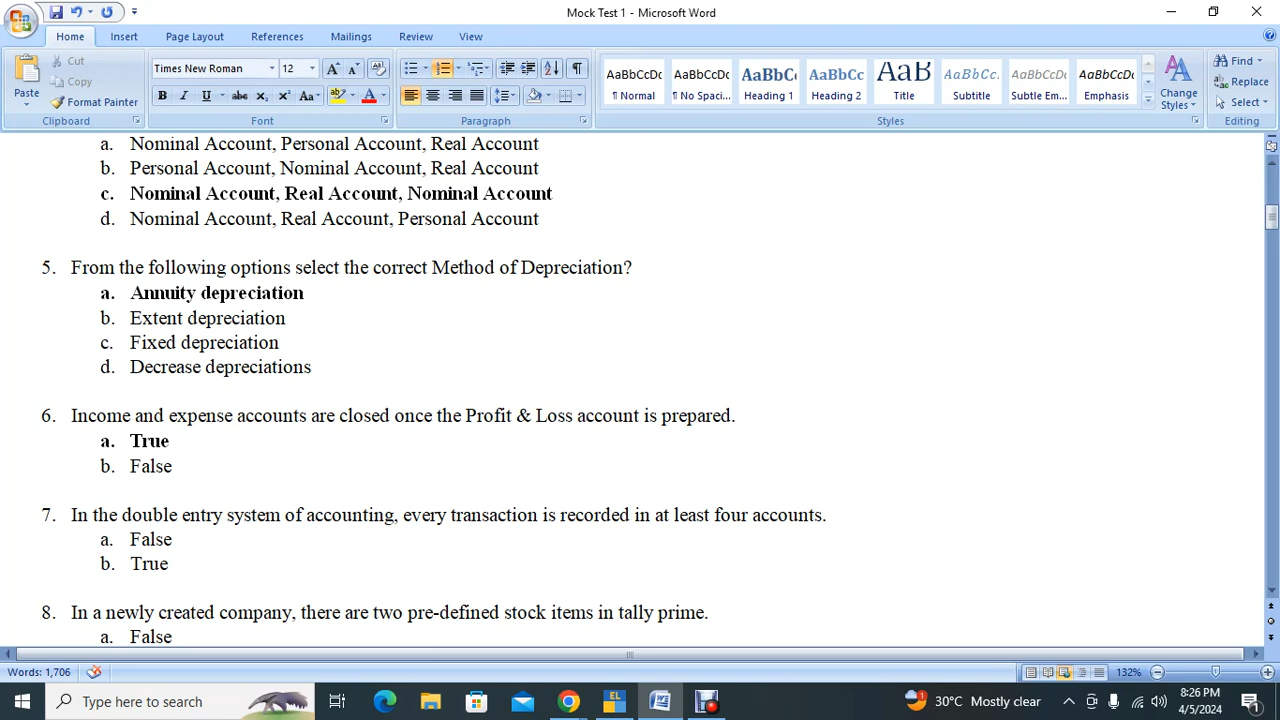 Mock Test 1 - Microsoft Word
Home Insert Page Layout References Mailings Review View
Paste
Cut
Copy
Format Painter
Clipboard
Times New Roman 12
Font
Paragraph
AaBbCcDc AaBbCcDc AaBbC AaBbCc AaB AaBbCc. AaBbCcDc AaBbCcDc
¶ Normal ¶ No Spaci... Heading 1 Heading 2 Title Subtitle Subtle Em... Emphasis
Change Styles
Styles
Find
Replace
Select
Editing
a. Nominal Account, Personal Account, Real Account
b. Personal Account, Nominal Account, Real Account
c. Nominal Account, Real Account, Nominal Account
d. Nominal Account, Real Account, Personal Account
5. From the following options select the correct Method of Depreciation?
a. Annuity depreciation
b. Extent depreciation
c. Fixed depreciation
d. Decrease depreciations
6. Income and expense accounts are closed once the Profit & Loss account is prepared.
a. True
b. False
7. In the double entry system of accounting, every transaction is recorded in at least four accounts.
a. False
b. True
8. In a newly created company, there are two pre-defined stock items in tally prime.
a. False
Words: 1,706
132%
Type here to search
EL
30°C Mostly clear
8:26 PM
4/5/2024
1